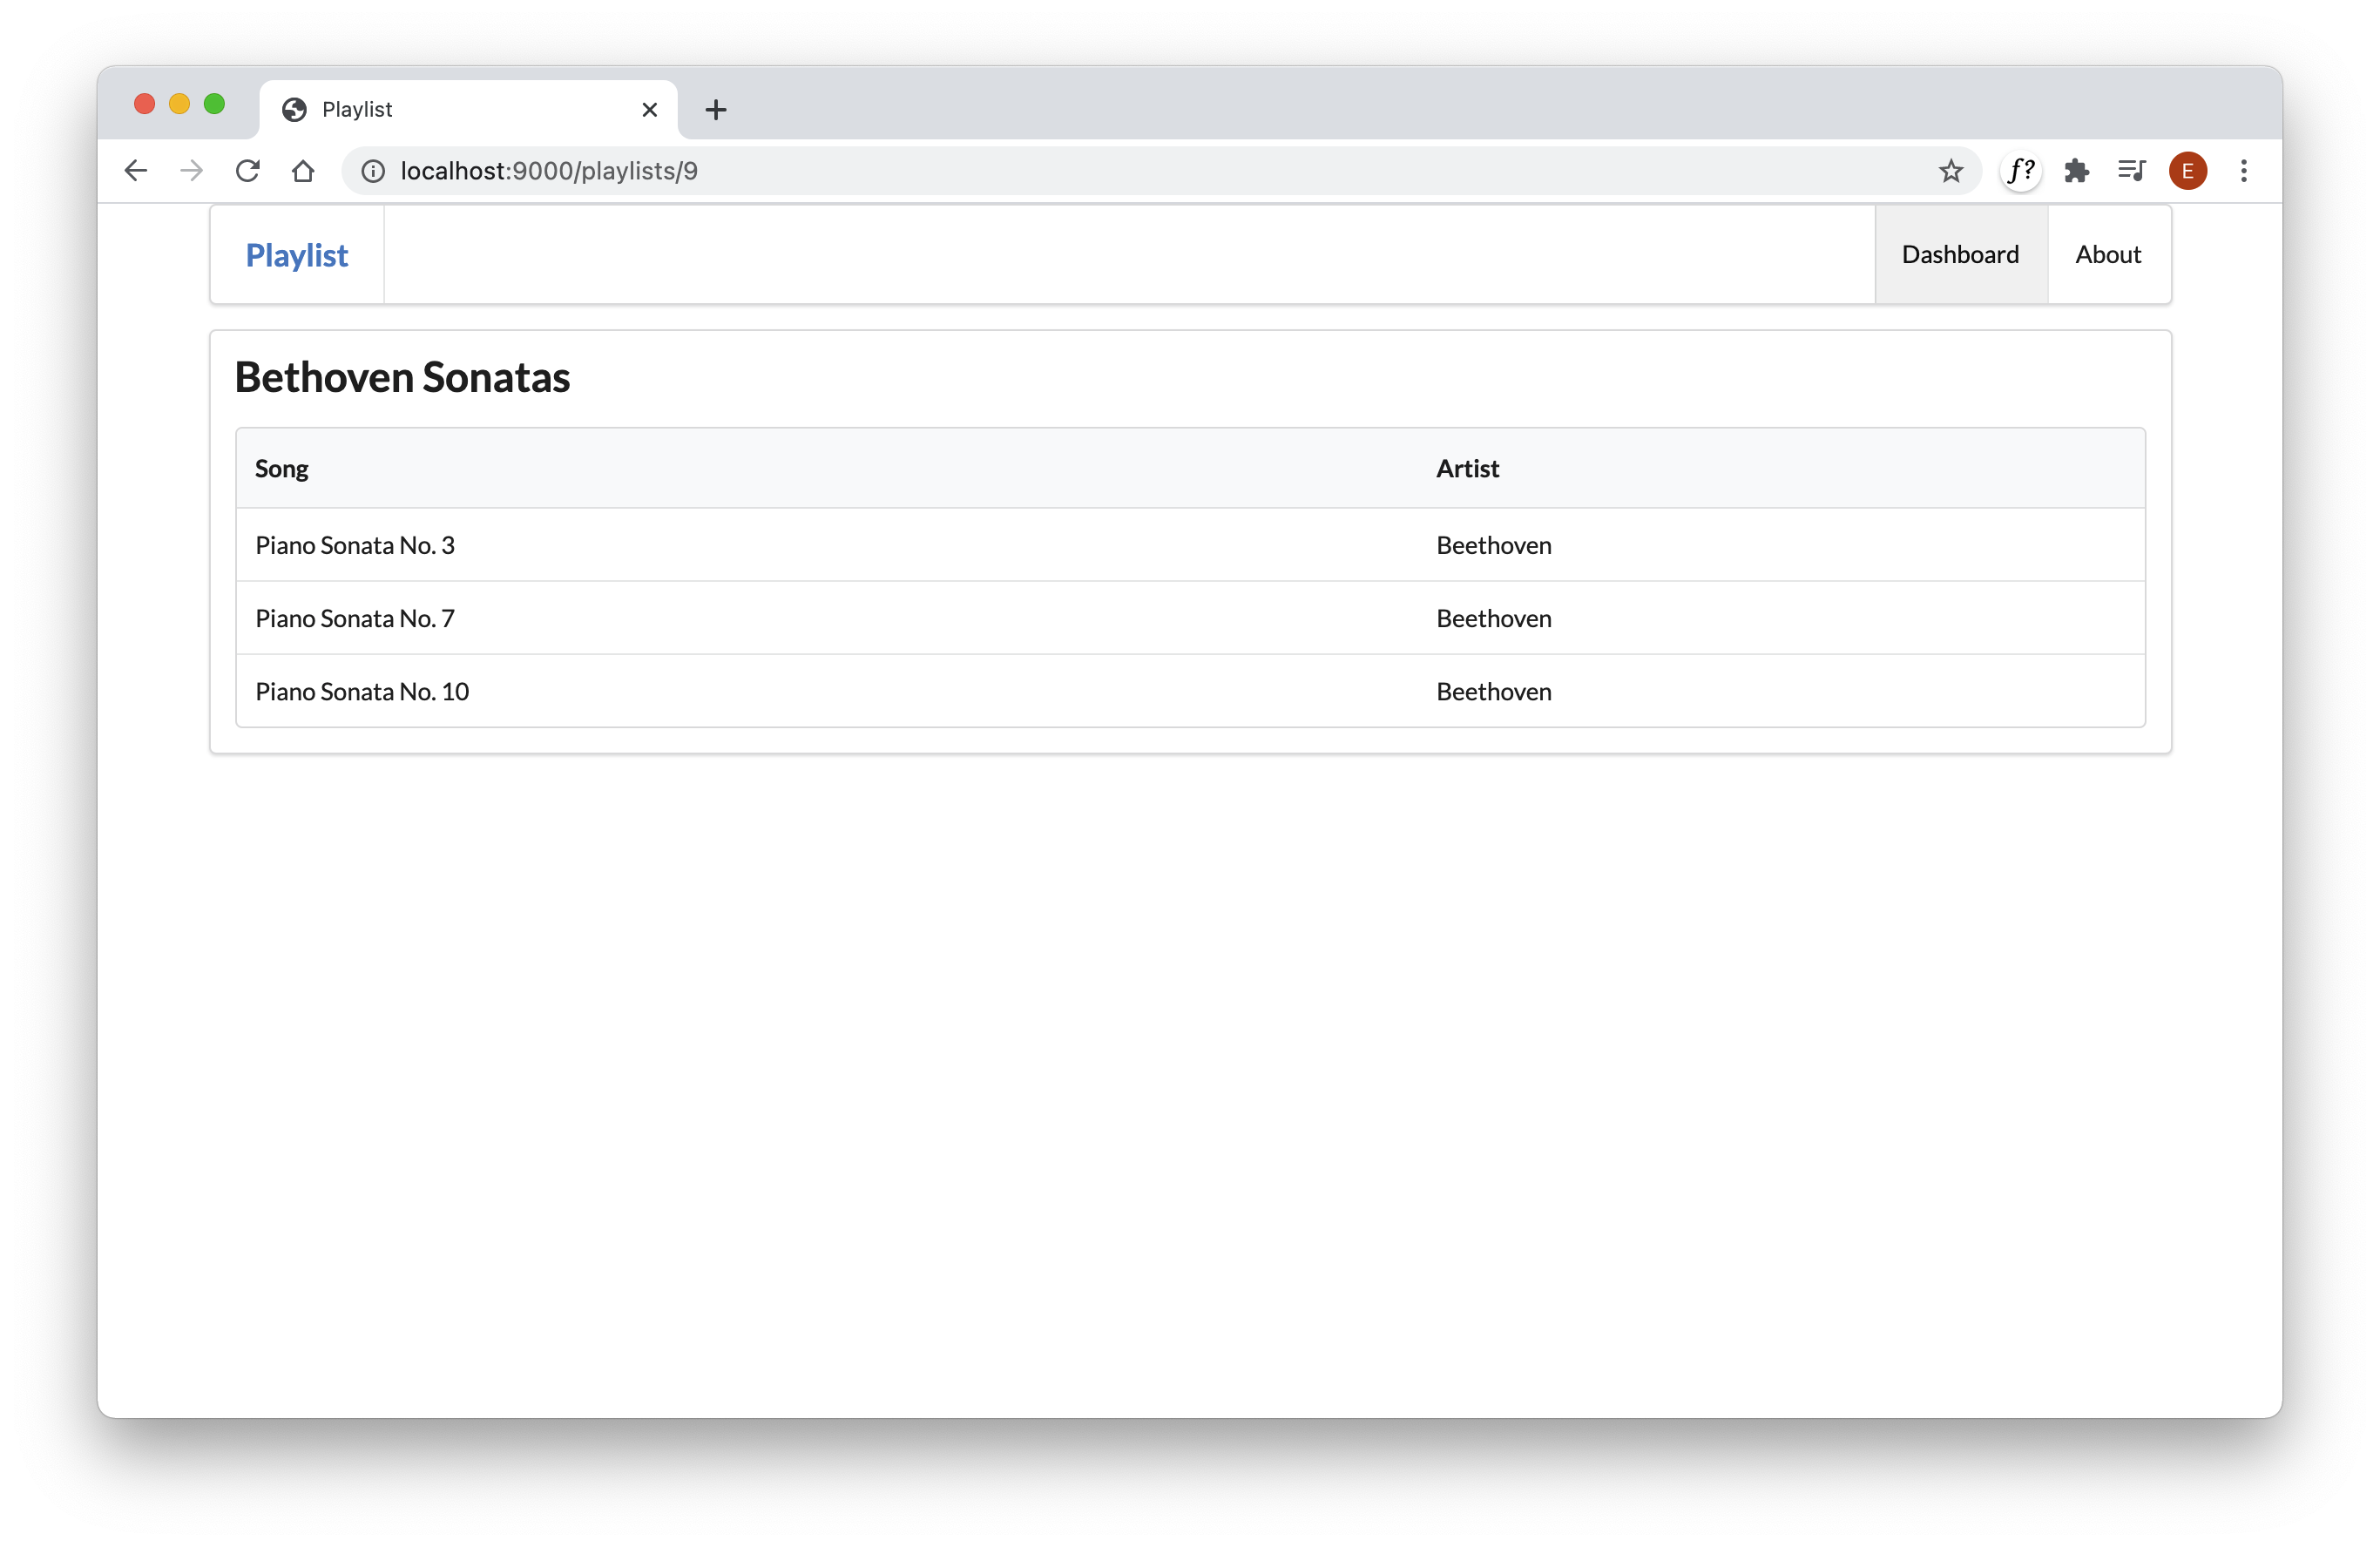 Playlist
localhost:9000/playlists/9
f?
E
Playlist Dashboard About
Bethoven Sonatas
Song Artist
Piano Sonata No. 3 Beethoven
Piano Sonata No. 7 Beethoven
Piano Sonata No. 10 Beethoven